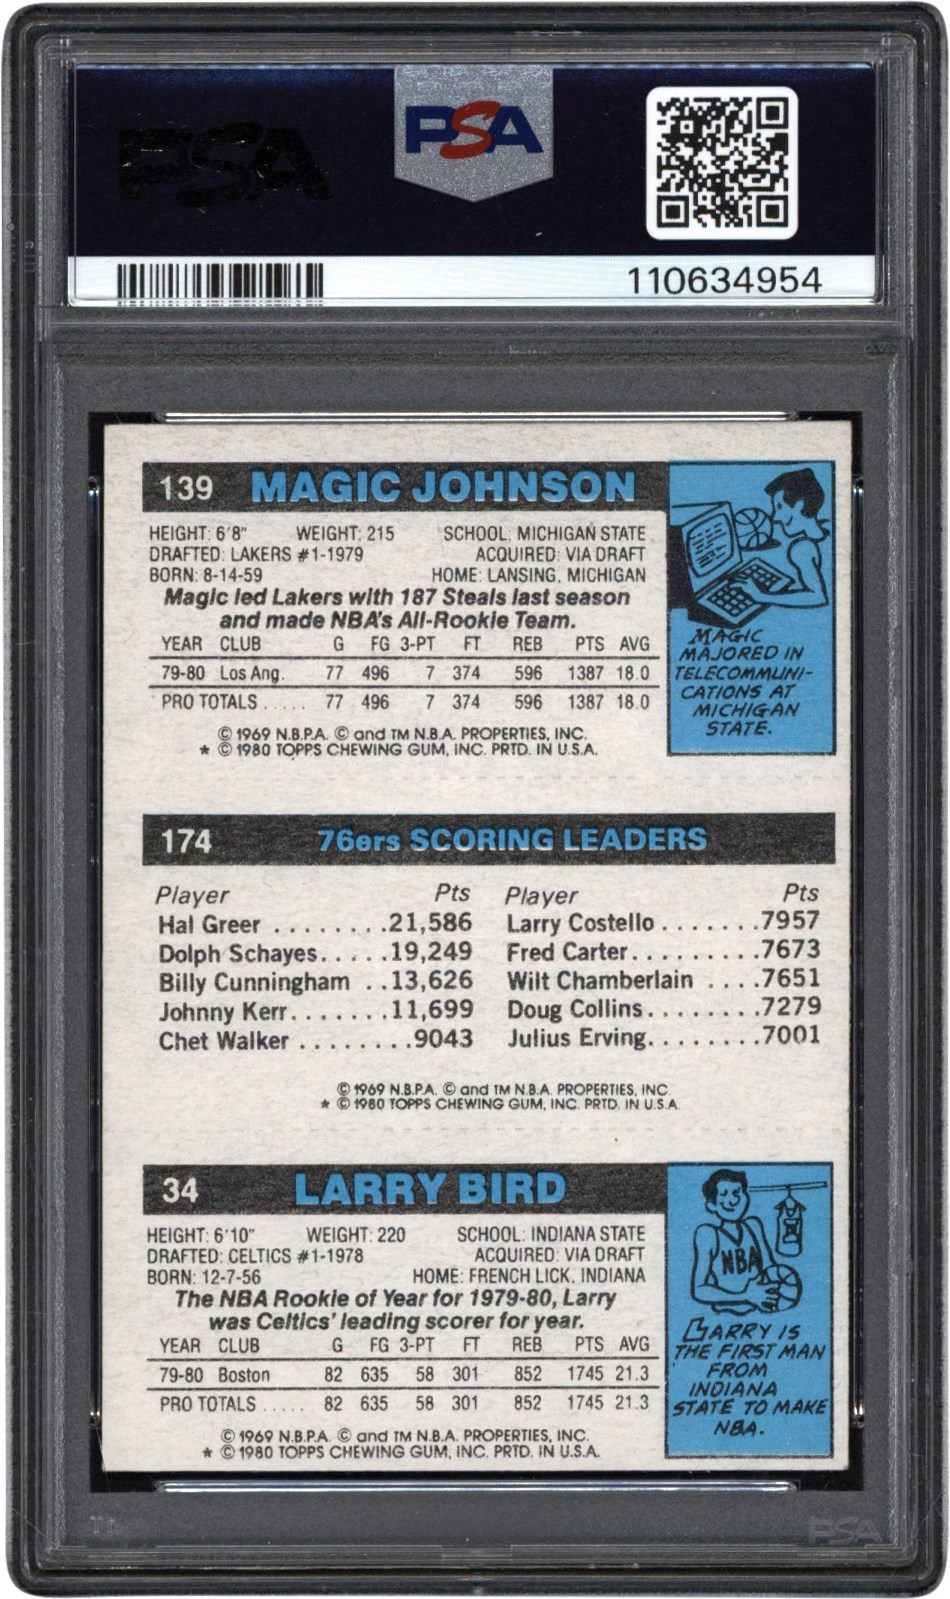 PSA
PSA
110634954
139 MAGIC JOHNSON
HEIGHT: 6'8" WEIGHT: 215 SCHOOL: MICHIGAN STATE
DRAFTED: LAKERS #1-1979 ACQUIRED: VIA DRAFT
BORN: 8-14-59 HOME: LANSING, MICHIGAN
Magic led Lakers with 187 Steals last season
and made NBA's All-Rookie Team.
YEAR CLUB G FG 3-PT FT REB PTS AVG
79-80 Los Ang. 77 496 7 374 596 1387 18.0
PRO TOTALS ..... 77 496 7 374 596 1387 18.0
© 1969 N.B.P.A. © and TM N.B.A. PROPERTIES, INC.
* © 1980 TOPPS CHEWING GUM, INC. PRTD. IN U.S.A.
MAGIC
MAJORED IN
TELECOMMUNI-
CATIONS AT
MICHIGAN
STATE.
174 76ers SCORING LEADERS
Player Pts Player Pts
Hal Greer ........21,586 Larry Costello.......7957
Dolph Schayes.....19,249 Fred Carter.........7673
Billy Cunningham ..13,626 Wilt Chamberlain ....7651
Johnny Kerr.......11,699 Doug Collins........7279
Chet Walker ........9043 Julius Erving........7001
© 1969 N.B.P.A. © and TM N.B.A. PROPERTIES, INC
* © 1980 TOPPS CHEWING GUM, INC. PRTD. IN U.S.A.
34 LARRY BIRD
HEIGHT: 6'10" WEIGHT: 220 SCHOOL: INDIANA STATE
DRAFTED: CELTICS #1-1978 ACQUIRED: VIA DRAFT
BORN: 12-7-56 HOME: FRENCH LICK, INDIANA
The NBA Rookie of Year for 1979-80, Larry
was Celtics' leading scorer for year.
YEAR CLUB G FG 3-PT FT REB PTS AVG
79-80 Boston 82 635 58 301 852 1745 21.3
PRO TOTALS ..... 82 635 58 301 852 1745 21.3
© 1969 N.B.P.A. © and TM N.B.A. PROPERTIES, INC.
* © 1980 TOPPS CHEWING GUM, INC. PRTD. IN U.S.A.
NBA
LARRY IS
THE FIRST MAN
FROM
INDIANA
STATE TO MAKE
NBA.
PSA